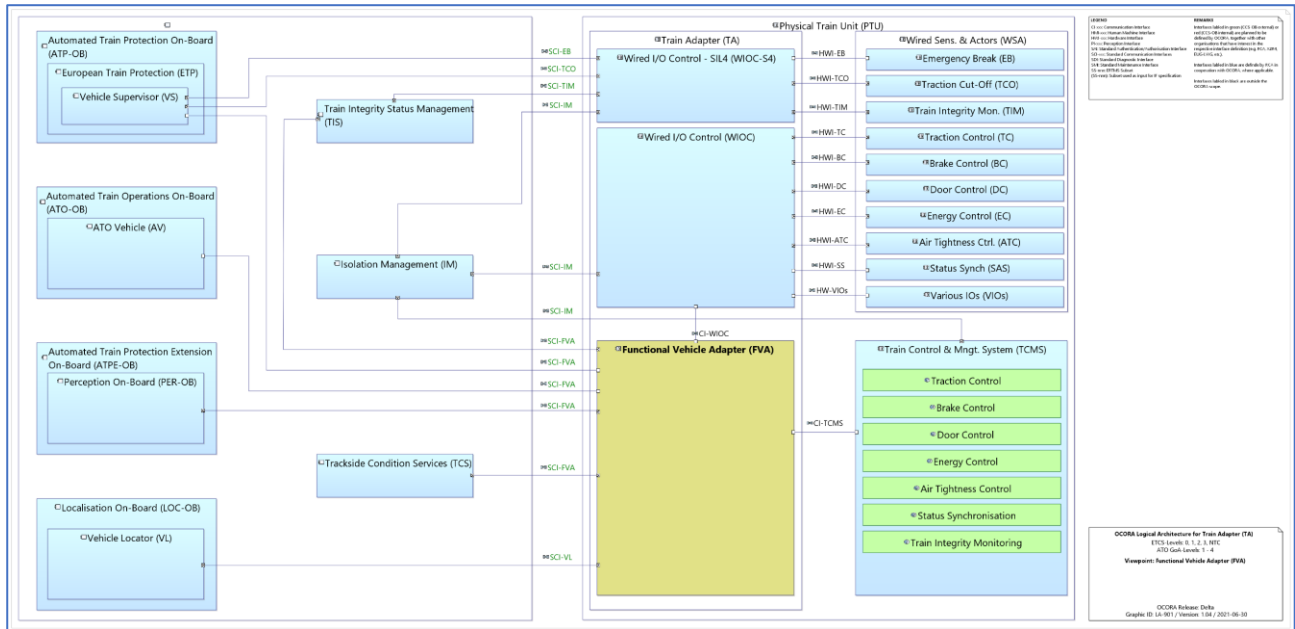 Automated Train Protection On-Board
(ATP-OB)
European Train Protection (ETP)
Vehicle Supervisor (VS)
Automated Train Operations On-Board
(ATO-OB)
ATO Vehicle (AV)
Automated Train Protection Extension
On-Board (ATPE-OB)
Perception On-Board (PER-OB)
Localisation On-Board (LOC-OB)
Vehicle Locator (VL)
Train Integrity Status Management
(TIS)
Isolation Management (IM)
Trackside Condition Services (TCS)
SCI-EB
SCI-TCO
SCI-TIM
SCI-IM
SCI-IM
SCI-IM
SCI-FVA
SCI-FVA
SCI-FVA
SCI-FVA
SCI-FVA
SCI-VL
Physical Train Unit (PTU)
Train Adapter (TA)
Wired I/O Control - SIL4 (WIOC-S4)
Wired I/O Control (WIOC)
CI-WIOC
Functional Vehicle Adapter (FVA)
CI-TCMS
HWI-EB
HWI-TCO
HWI-TIM
HWI-TC
HWI-BC
HWI-DC
HWI-EC
HWI-ATC
HWI-SS
HW-VIOs
Wired Sens. & Actors (WSA)
Emergency Break (EB)
Traction Cut-Off (TCO)
Train Integrity Mon. (TIM)
Traction Control (TC)
Brake Control (BC)
Door Control (DC)
Energy Control (EC)
Air Tightness Ctrl. (ATC)
Status Synch (SAS)
Various IOs (VIOs)
Train Control & Mngt. System (TCMS)
Traction Control
Brake Control
Door Control
Energy Control
Air Tightness Control
Status Synchronisation
Train Integrity Monitoring
LEGEND
REMARKS
OCORA Logical Architecture for Train Adapter (TA)
ETCS-Levels: 0, 1, 2, 3, NTC
ATO GoA Levels: 1 - 4
Viewpoint: Functional Vehicle Adapter (FVA)
OCORA Release: Delta
Graphic ID: LA-901 / Version: 1.04 / 2021-06-30